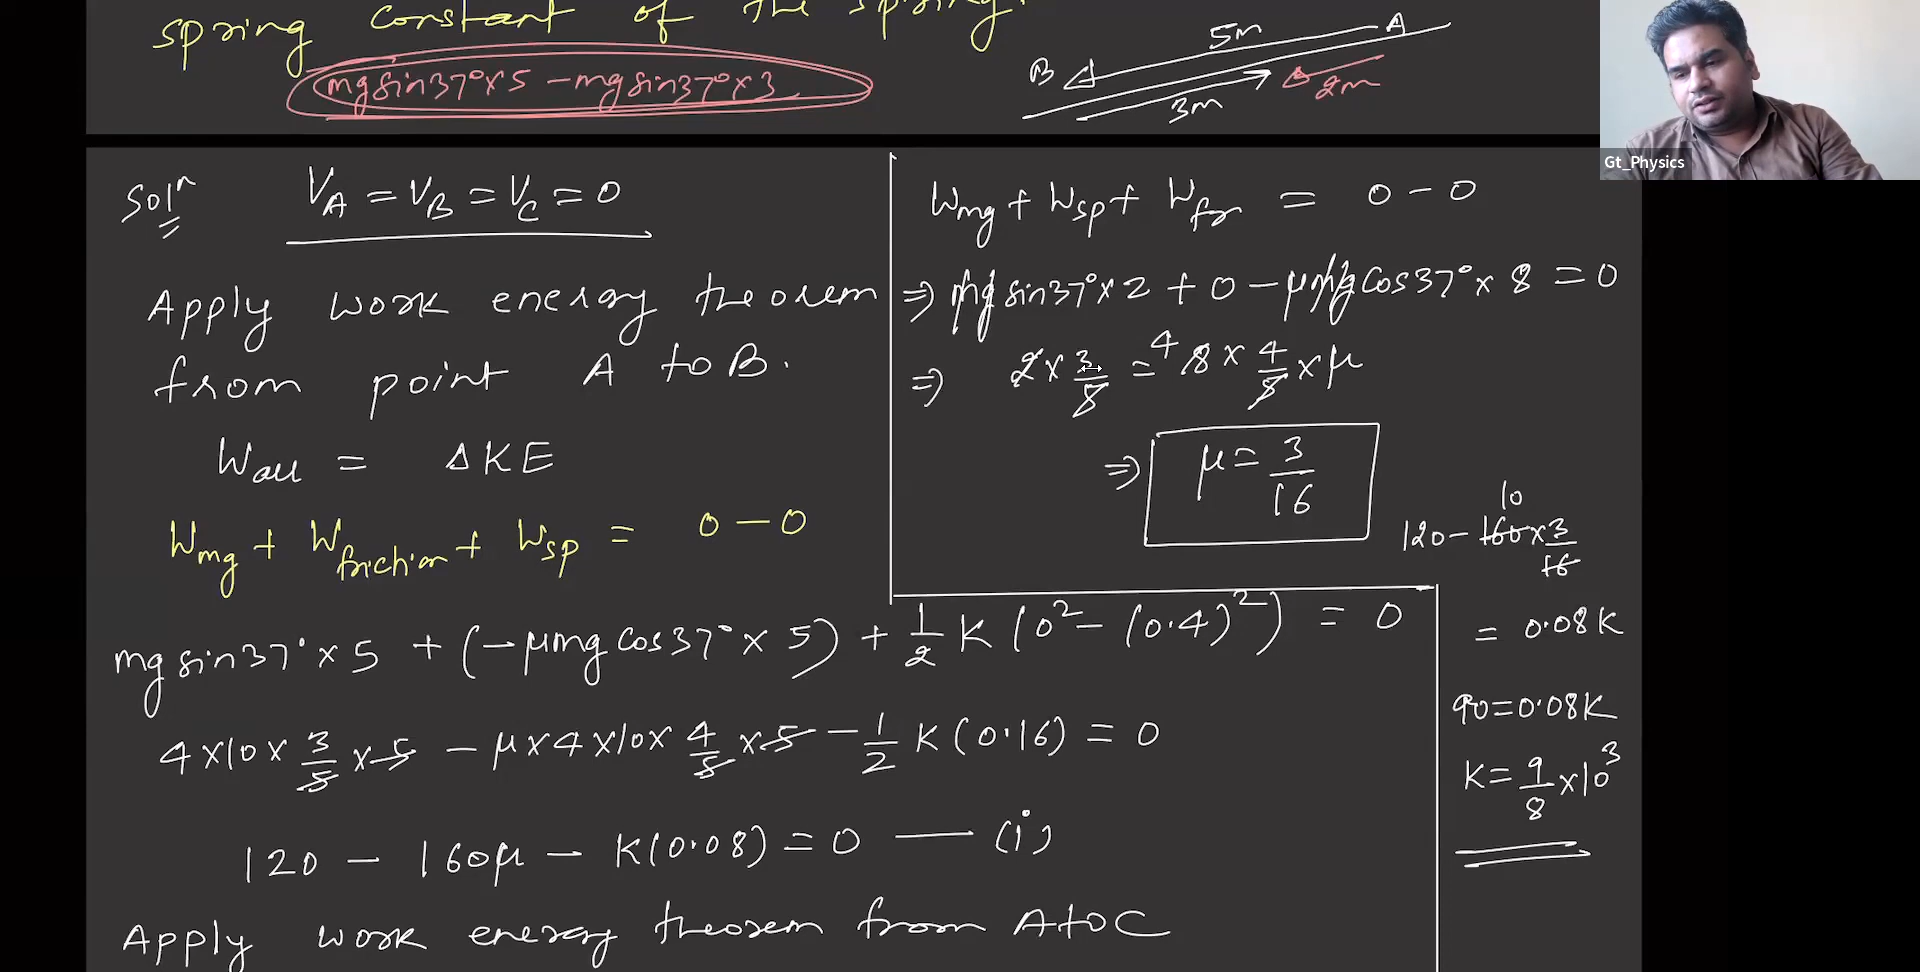 spring constant of the spring.
mgsin37°×5 − mgsin37°×3
5m A
B 3m 2m
Gt_Physics
Solⁿ V_A = V_B = V_C = 0
Apply work energy theorem
from point A to B.
W_all = ΔKE
W_mg + W_friction + W_sp = 0 − 0
mg sin37° × 5 + (−μmg cos37° × 5) + 1/2 K (0² − (0.4)²) = 0
4×10× 3/5 ×5 − μ×4×10× 4/5 ×5 − 1/2 K(0.16) = 0
120 − 160μ − K(0.08) = 0 — (i)
Apply work energy theorem from A to C
W_mg + W_sp + W_fr = 0 − 0
⇒ mg sin37°×2 + 0 − μmg cos37°× 8 = 0
⇒ 2 × 3/5 = 4 8 × 4/5 × μ
⇒ μ = 3/16
10
120 − 160 × 3/16
= 0.08K
90 = 0.08K
K = 9/8 × 10³